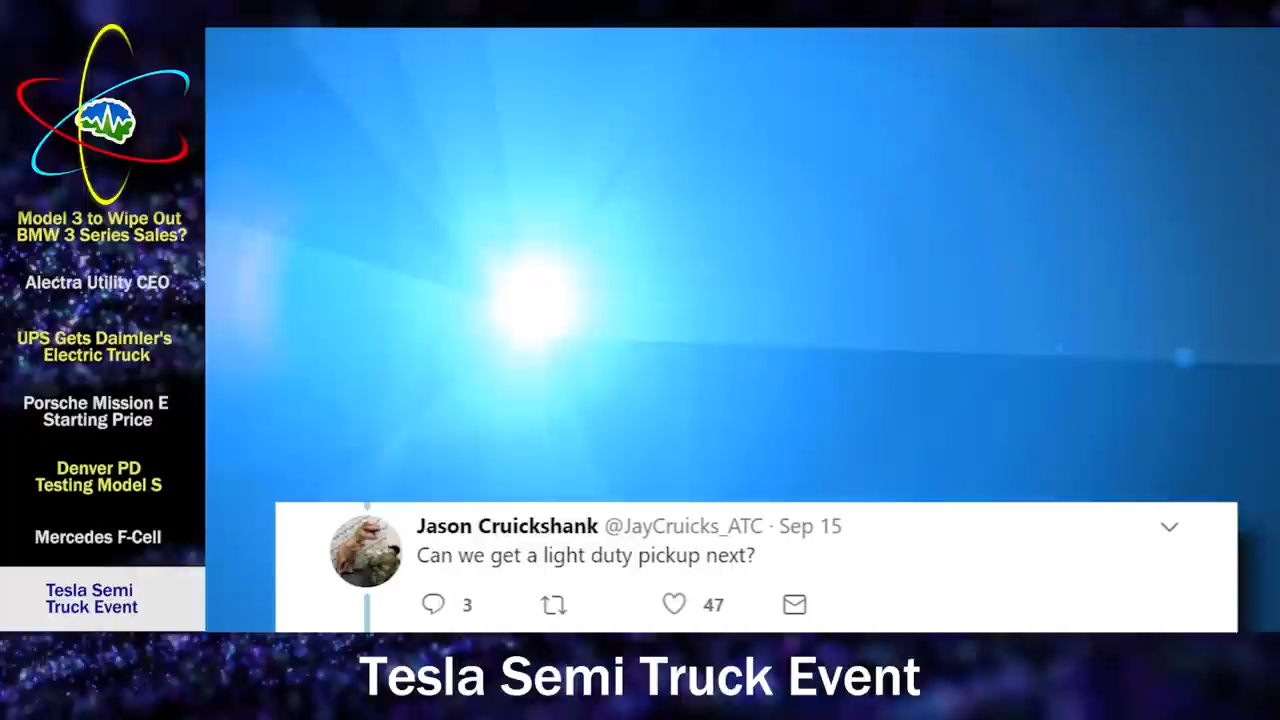 Model 3 to Wipe Out
BMW 3 Series Sales?
Alectra Utility CEO
UPS Gets Daimler's
Electric Truck
Porsche Mission E
Starting Price
Denver PD
Testing Model S
Mercedes F-Cell
Tesla Semi
Truck Event
Jason Cruickshank @JayCruicks_ATC · Sep 15
Can we get a light duty pickup next?
3 47
Tesla Semi Truck Event